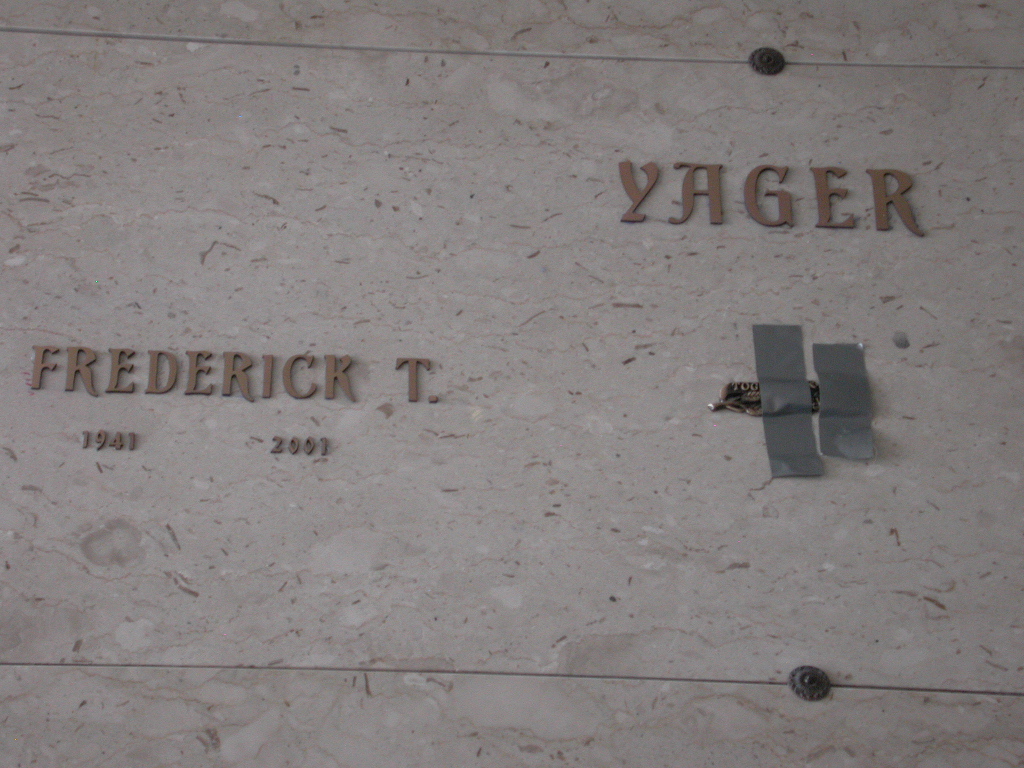 YAGER
FREDERICK T.
1941 2001